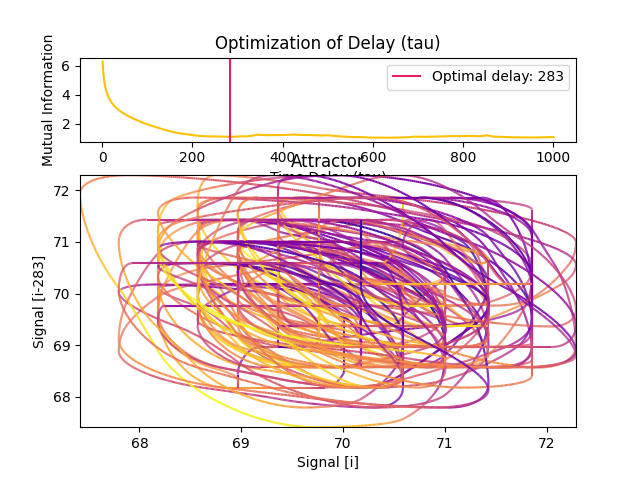 Optimization of Delay (tau)
Mutual Information
6
4
2
Optimal delay: 283
0
200
400
600
800
1000
Time Delay (tau)
Attractor
Signal [i-283]
72
71
70
69
68
68
69
70
71
72
Signal [i]